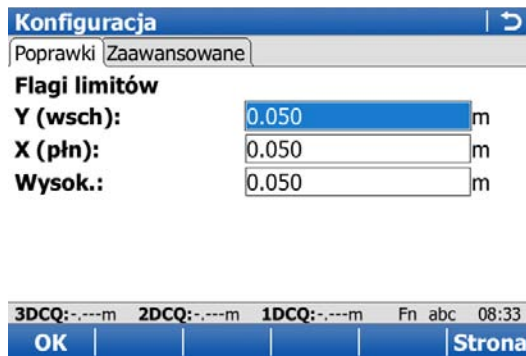 Konfiguracja
Poprawki Zaawansowane
Flagi limitów
Y (wsch): 0.050 m
X (płn): 0.050 m
Wysok.: 0.050 m
3DCQ:-.---m 2DCQ:-.---m 1DCQ:-.---m Fn abc 08:33
OK Strona